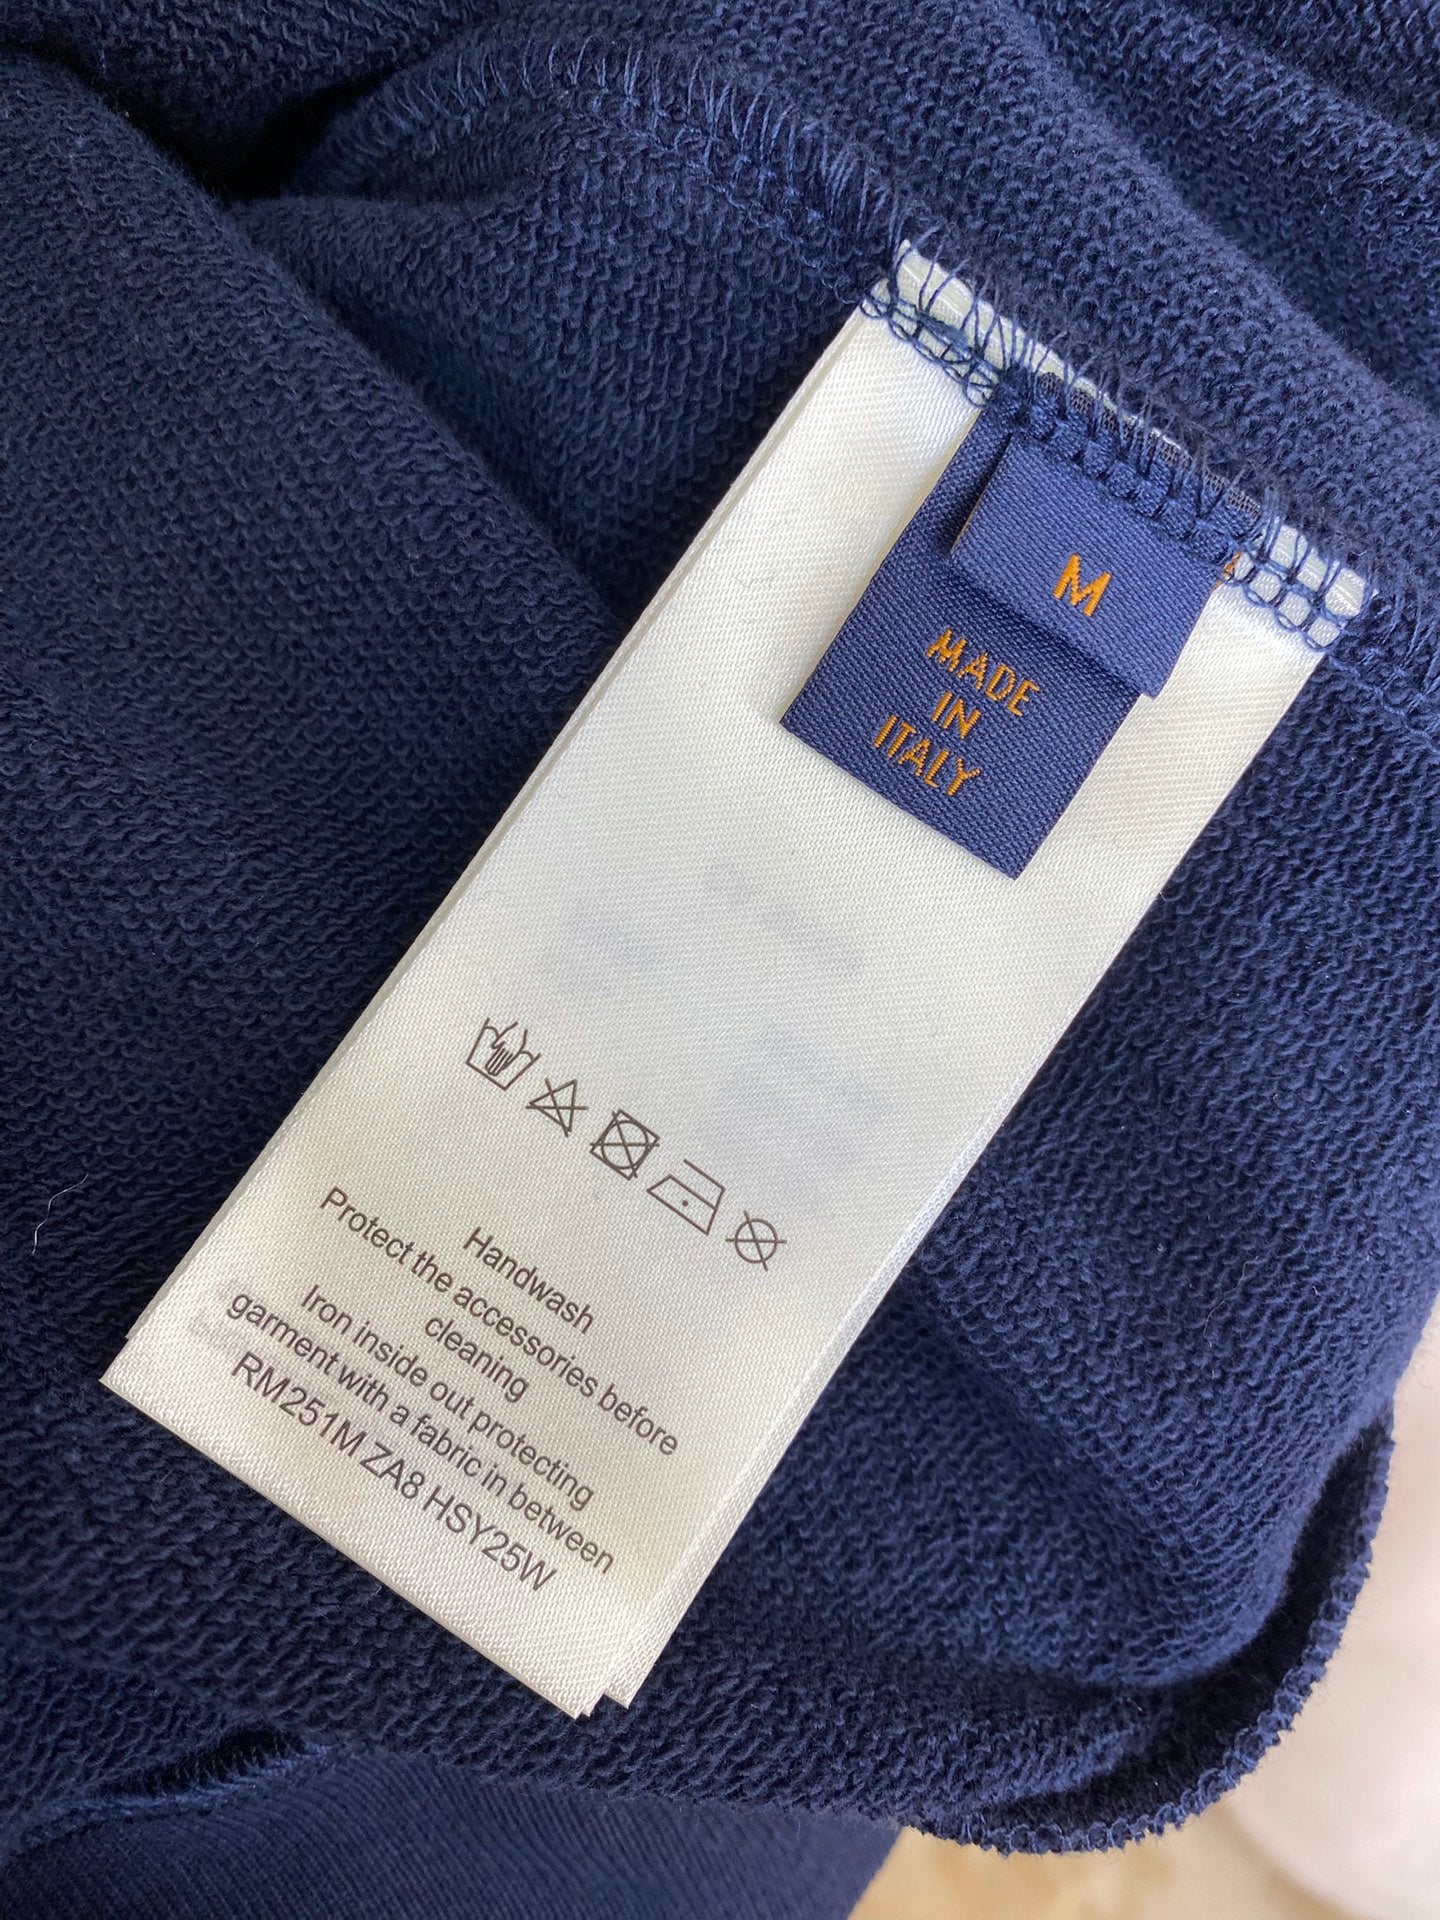 M
MADE
IN
ITALY
Handwash
Protect the accessories before
cleaning
Iron inside out protecting
garment with a fabric in between
RM251M ZA8 HSY25W